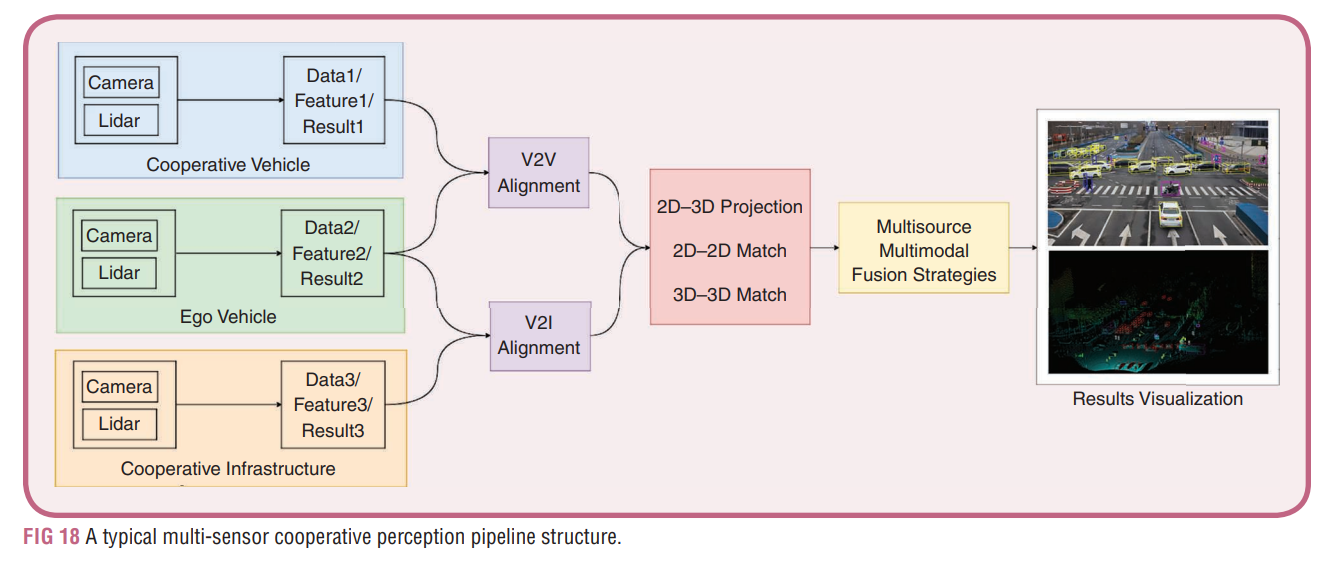 Camera
Lidar
Data1/
Feature1/
Result1
Cooperative Vehicle
Camera
Lidar
Data2/
Feature2/
Result2
Ego Vehicle
Camera
Lidar
Data3/
Feature3/
Result3
Cooperative Infrastructure
V2V
Alignment
V2I
Alignment
2D–3D Projection
2D–2D Match
3D–3D Match
Multisource
Multimodal
Fusion Strategies
Results Visualization
FIG 18 A typical multi-sensor cooperative perception pipeline structure.